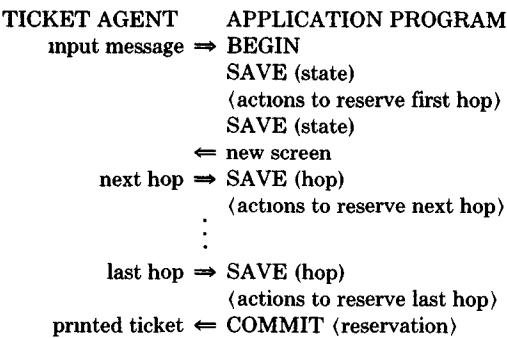 TICKET AGENT APPLICATION PROGRAM
input message ⇒ BEGIN
SAVE (state)
⟨actions to reserve first hop⟩
SAVE (state)
⇐ new screen
next hop ⇒ SAVE (hop)
⟨actions to reserve next hop⟩
last hop ⇒ SAVE (hop)
⟨actions to reserve last hop⟩
printed ticket ⇐ COMMIT ⟨reservation⟩